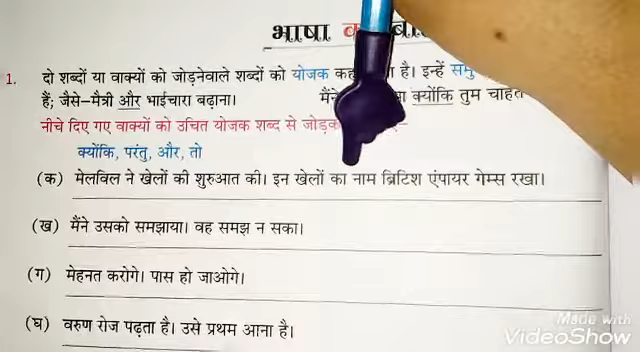 भाषा
1. दो शब्दों या वाक्यों को जोड़नेवाले शब्दों को योजक है। इन्हें
हैं; जैसे–मैत्री और भाईचारा बढ़ाना। क्योंकि तुम
नीचे दिए गए वाक्यों को उचित योजक शब्द से
क्योंकि, परंतु, और, तो
(क) मेलविल ने खेलों की शुरुआत की। इन खेलों का नाम ब्रिटिश एंपायर गेम्स रखा।
(ख) मैंने उसको समझाया। वह समझ न सका।
(ग) मेहनत करोगे। पास हो जाओगे।
(घ) वरुण रोज पढ़ता है। उसे प्रथम आना है।
Made with
VideoShow